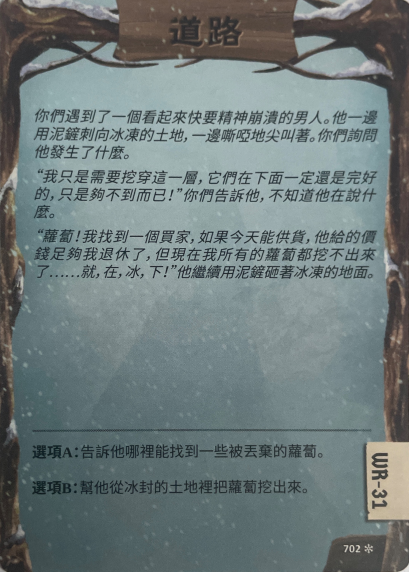 道路
你們遇到了一個看起來快要精神崩潰的男人。他一邊
用泥鏟刺向冰凍的土地，一邊嘶啞地尖叫著。你們詢問
他發生了什麼。
“我只是需要挖穿這一層，它們在下面一定還是完好
的，只是夠不到而已！”你們告訴他，不知道他在說什
麼。
“蘿蔔！我找到一個買家，如果今天能供貨，他給的價
錢足夠我退休了，但現在我所有的蘿蔔都挖不出來
了……就，在，冰，下！”他繼續用泥鏟砸著冰凍的地面。
選項A：告訴他哪裡能找到一些被丟棄的蘿蔔。
選項B：幫他從冰封的土地裡把蘿蔔挖出來。
WR-31
702 ✼